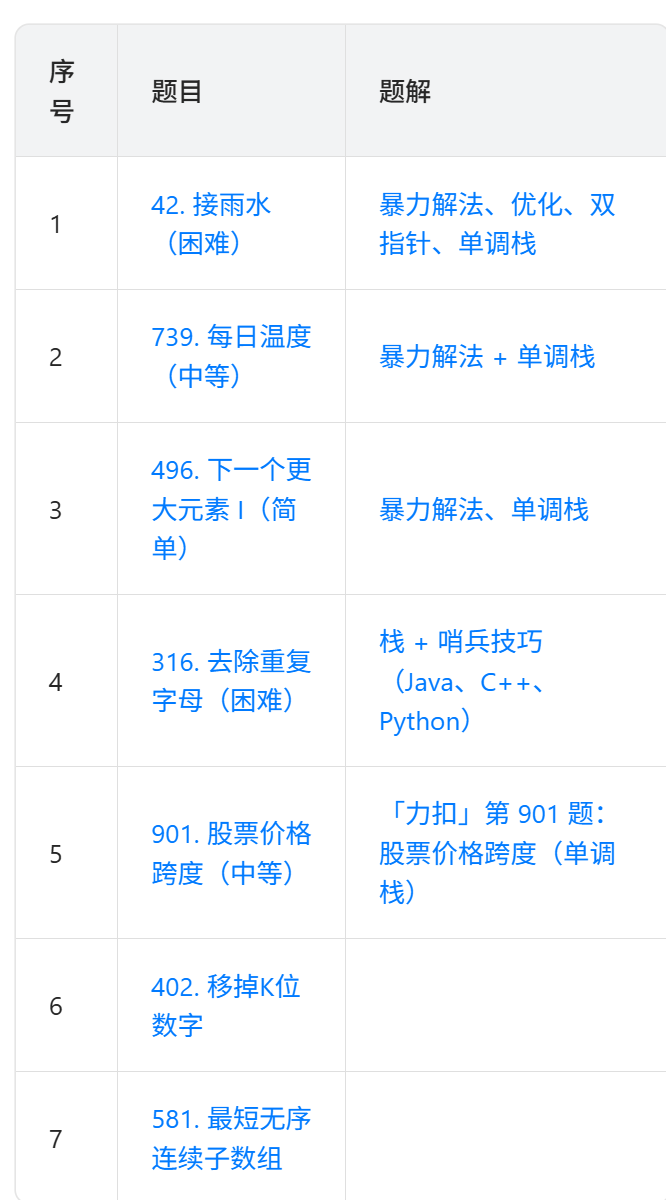 序
号
题目
题解
1
42. 接雨水
（困难）
暴力解法、优化、双
指针、单调栈
2
739. 每日温度
（中等）
暴力解法 + 单调栈
3
496. 下一个更
大元素 I（简
单）
暴力解法、单调栈
4
316. 去除重复
字母（困难）
栈 + 哨兵技巧
（Java、C++、
Python）
5
901. 股票价格
跨度（中等）
「力扣」第 901 题：
股票价格跨度（单调
栈）
6
402. 移掉K位
数字
7
581. 最短无序
连续子数组